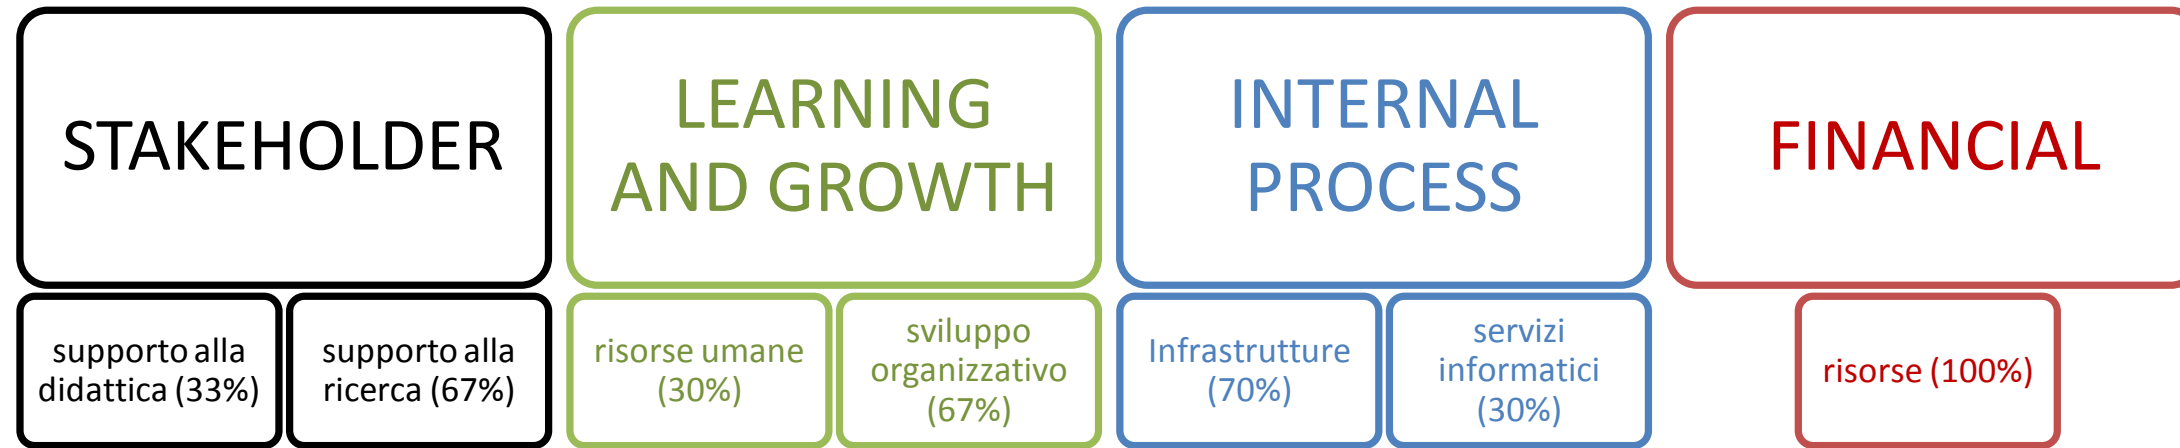 STAKEHOLDER
supporto alla
didattica (33%)
supporto alla
ricerca (67%)
LEARNING
AND GROWTH
risorse umane
(30%)
sviluppo
organizzativo
(67%)
INTERNAL
PROCESS
Infrastrutture
(70%)
servizi
informatici
(30%)
FINANCIAL
risorse (100%)